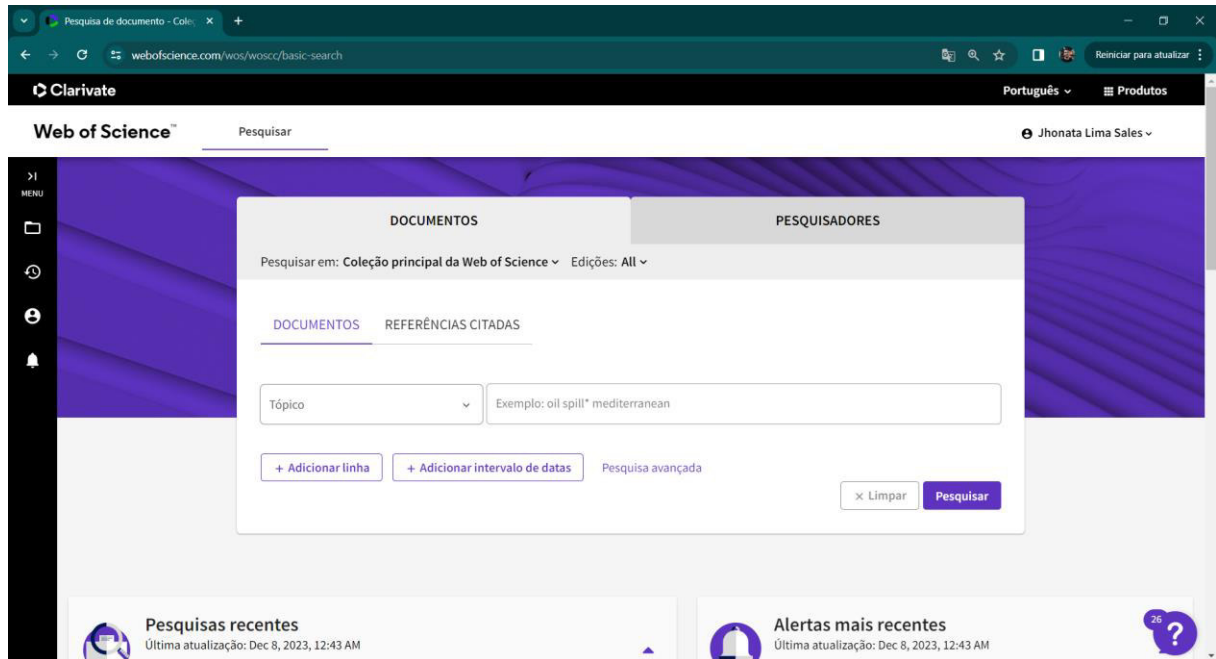 Pesquisa de documento - Cole
webofscience.com/wos/woscc/basic-search
Reiniciar para atualizar
Clarivate
Português
Produtos
Web of Science™
Pesquisar
Jhonata Lima Sales
MENU
DOCUMENTOS
PESQUISADORES
Pesquisar em: Coleção principal da Web of Science Edições: All
DOCUMENTOS
REFERÊNCIAS CITADAS
Tópico
Exemplo: oil spill* mediterranean
+ Adicionar linha
+ Adicionar intervalo de datas
Pesquisa avançada
× Limpar
Pesquisar
Pesquisas recentes
Última atualização: Dec 8, 2023, 12:43 AM
Alertas mais recentes
Última atualização: Dec 8, 2023, 12:43 AM
26
?